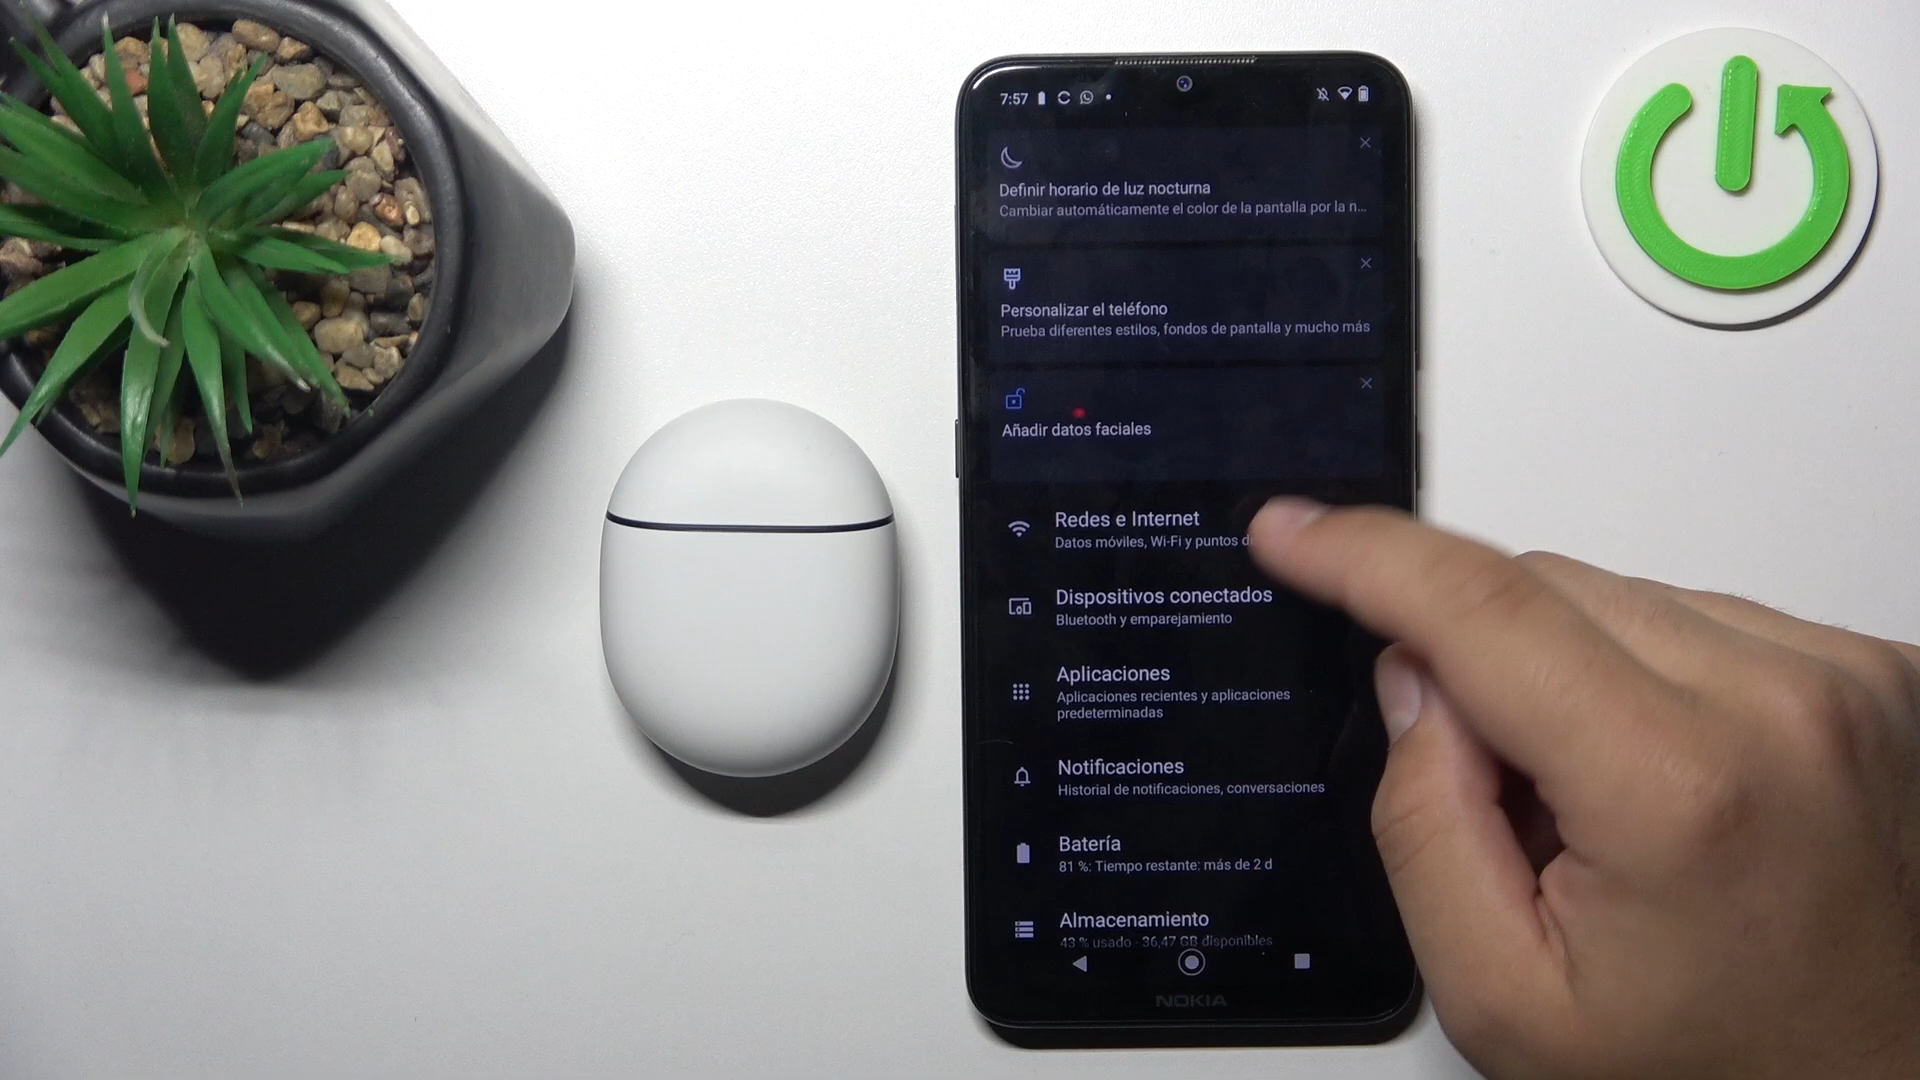 7:57
Definir horario de luz nocturna
Cambiar automáticamente el color de la pantalla por la n…
Personalizar el teléfono
Prueba diferentes estilos, fondos de pantalla y mucho más
Añadir datos faciales
Redes e Internet
Datos móviles, Wi-Fi y puntos
Dispositivos conectados
Bluetooth y emparejamiento
Aplicaciones
Aplicaciones recientes y aplicaciones
predeterminadas
Notificaciones
Historial de notificaciones, conversaciones
Batería
81 %: Tiempo restante: más de 2 d
Almacenamiento
43 % usado - 36,47 GB disponibles
NOKIA